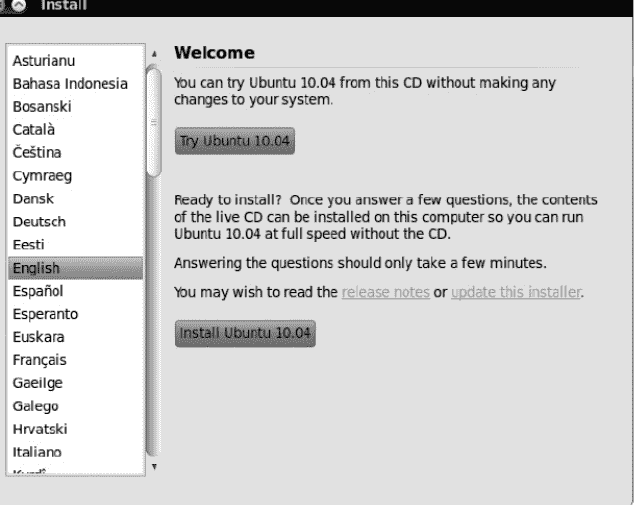 Install
Asturianu
Bahasa Indonesia
Bosanski
Català
Čeština
Cymraeg
Dansk
Deutsch
Eesti
English
Español
Esperanto
Euskara
Français
Gaeilge
Galego
Hrvatski
Italiano
Welcome
You can try Ubuntu 10.04 from this CD without making any
changes to your system.
Try Ubuntu 10.04
Ready to install? Once you answer a few questions, the contents
of the live CD can be installed on this computer so you can run
Ubuntu 10.04 at full speed without the CD.
Answering the questions should only take a few minutes.
You may wish to read the release notes or update this installer.
Install Ubuntu 10.04